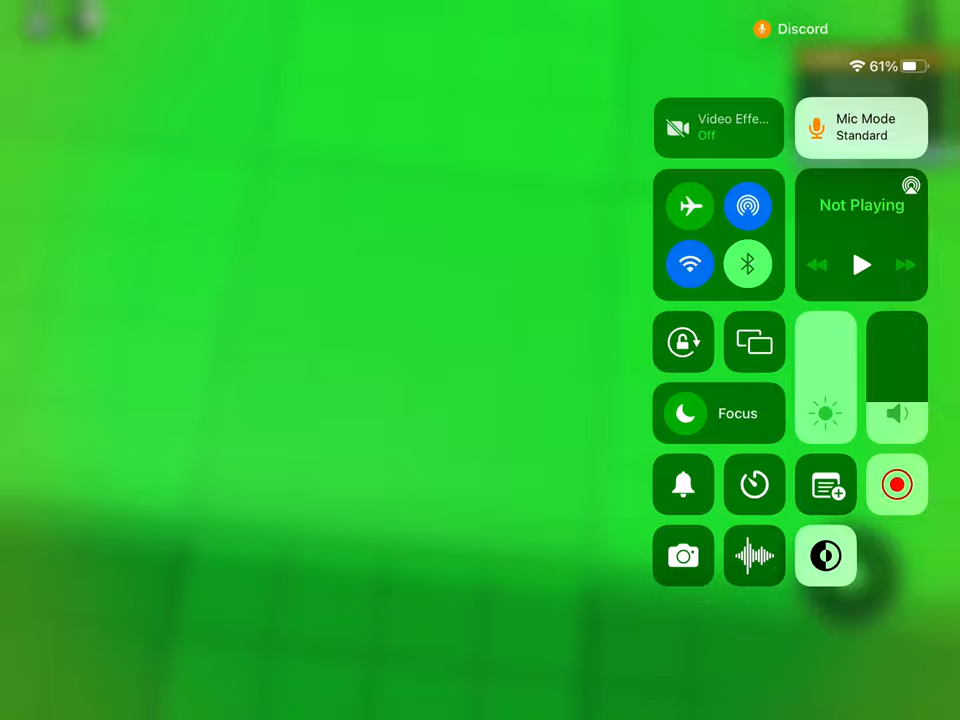 Discord
61%
Video Effe...
Off
Mic Mode
Standard
Not Playing
Focus